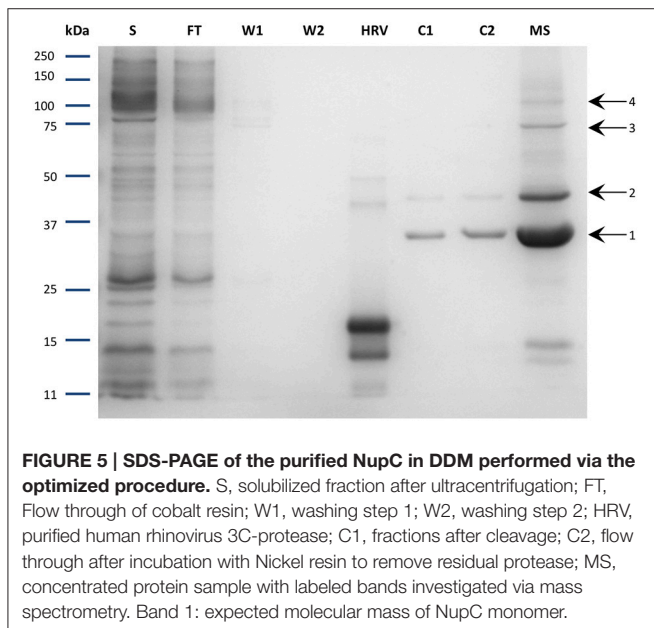 kDa S FT W1 W2 HRV C1 C2 MS
250
150
100 4
75 3
50
2
37
1
25
15
11
FIGURE 5 | SDS-PAGE of the purified NupC in DDM performed via the
optimized procedure. S, solubilized fraction after ultracentrifugation; FT,
Flow through of cobalt resin; W1, washing step 1; W2, washing step 2; HRV,
purified human rhinovirus 3C-protease; C1, fractions after cleavage; C2, flow
through after incubation with Nickel resin to remove residual protease; MS,
concentrated protein sample with labeled bands investigated via mass
spectrometry. Band 1: expected molecular mass of NupC monomer.